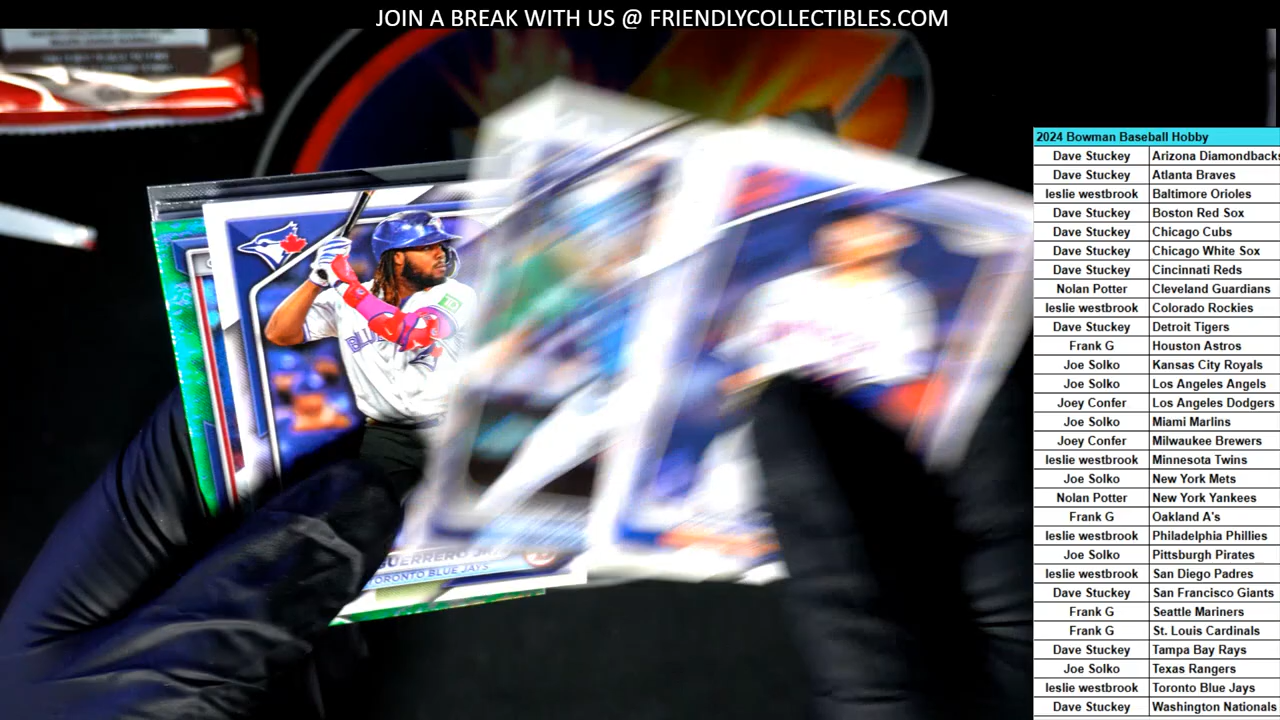 JOIN A BREAK WITH US @ FRIENDLYCOLLECTIBLES.COM
2024 Bowman Baseball Hobby
Dave Stuckey Arizona Diamondbacks
Dave Stuckey Atlanta Braves
leslie westbrook Baltimore Orioles
Dave Stuckey Boston Red Sox
Dave Stuckey Chicago Cubs
Dave Stuckey Chicago White Sox
Dave Stuckey Cincinnati Reds
Nolan Potter Cleveland Guardians
leslie westbrook Colorado Rockies
Dave Stuckey Detroit Tigers
Frank G Houston Astros
Joe Solko Kansas City Royals
Joe Solko Los Angeles Angels
Joey Confer Los Angeles Dodgers
Joe Solko Miami Marlins
Joey Confer Milwaukee Brewers
leslie westbrook Minnesota Twins
Joe Solko New York Mets
Nolan Potter New York Yankees
Frank G Oakland A's
leslie westbrook Philadelphia Phillies
Joe Solko Pittsburgh Pirates
leslie westbrook San Diego Padres
Dave Stuckey San Francisco Giants
Frank G Seattle Mariners
Frank G St. Louis Cardinals
Dave Stuckey Tampa Bay Rays
Joe Solko Texas Rangers
leslie westbrook Toronto Blue Jays
Dave Stuckey Washington Nationals
TD
GUERRERO JR.
TORONTO BLUE JAYS